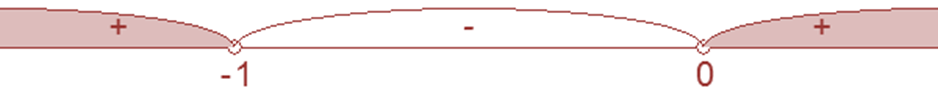 + - +
-1 0